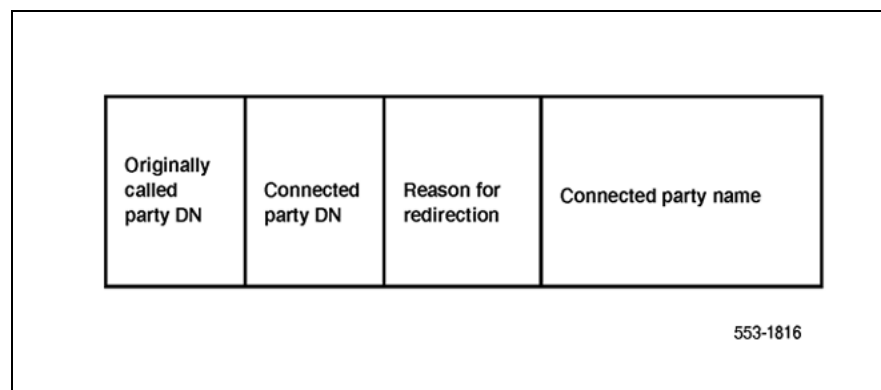 Originally
called
party DN
Connected
party DN
Reason for
redirection
Connected party name
553-1816